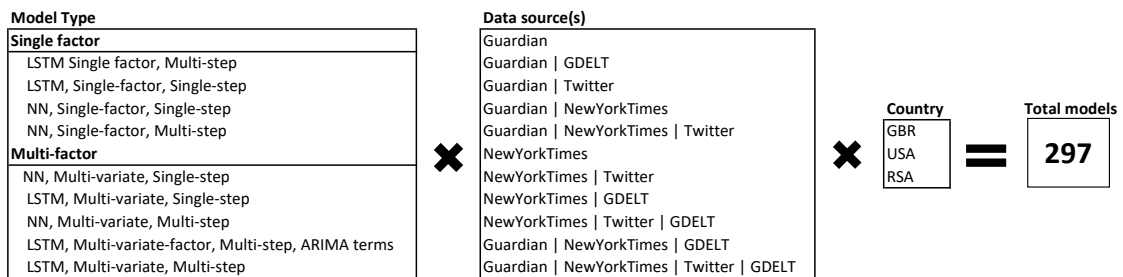 Model Type
Single factor
LSTM Single factor, Multi-step
LSTM, Single-factor, Single-step
NN, Single-factor, Single-step
NN, Single-factor, Multi-step
Multi-factor
NN, Multi-variate, Single-step
LSTM, Multi-variate, Single-step
NN, Multi-variate, Multi-step
LSTM, Multi-variate-factor, Multi-step, ARIMA terms
LSTM, Multi-variate, Multi-step
Data source(s)
Guardian
Guardian | GDELT
Guardian | Twitter
Guardian | NewYorkTimes
Guardian | NewYorkTimes | Twitter
NewYorkTimes
NewYorkTimes | Twitter
NewYorkTimes | GDELT
NewYorkTimes | Twitter | GDELT
Guardian | NewYorkTimes | GDELT
Guardian | NewYorkTimes | Twitter | GDELT
Country
GBR
USA
RSA
Total models
297